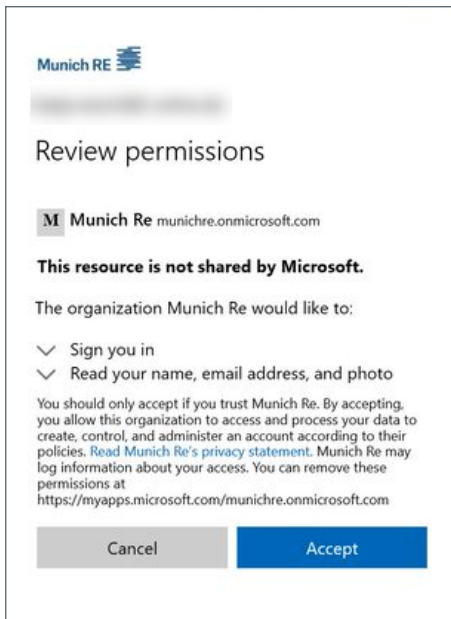 Munich RE
Review permissions
M Munich Re munichre.onmicrosoft.com
This resource is not shared by Microsoft.
The organization Munich Re would like to:
Sign you in
Read your name, email address, and photo
You should only accept if you trust Munich Re. By accepting,
you allow this organization to access and process your data to
create, control, and administer an account according to their
policies. Read Munich Re's privacy statement. Munich Re may
log information about your access. You can remove these
permissions at
https://myapps.microsoft.com/munichre.onmicrosoft.com
Cancel Accept